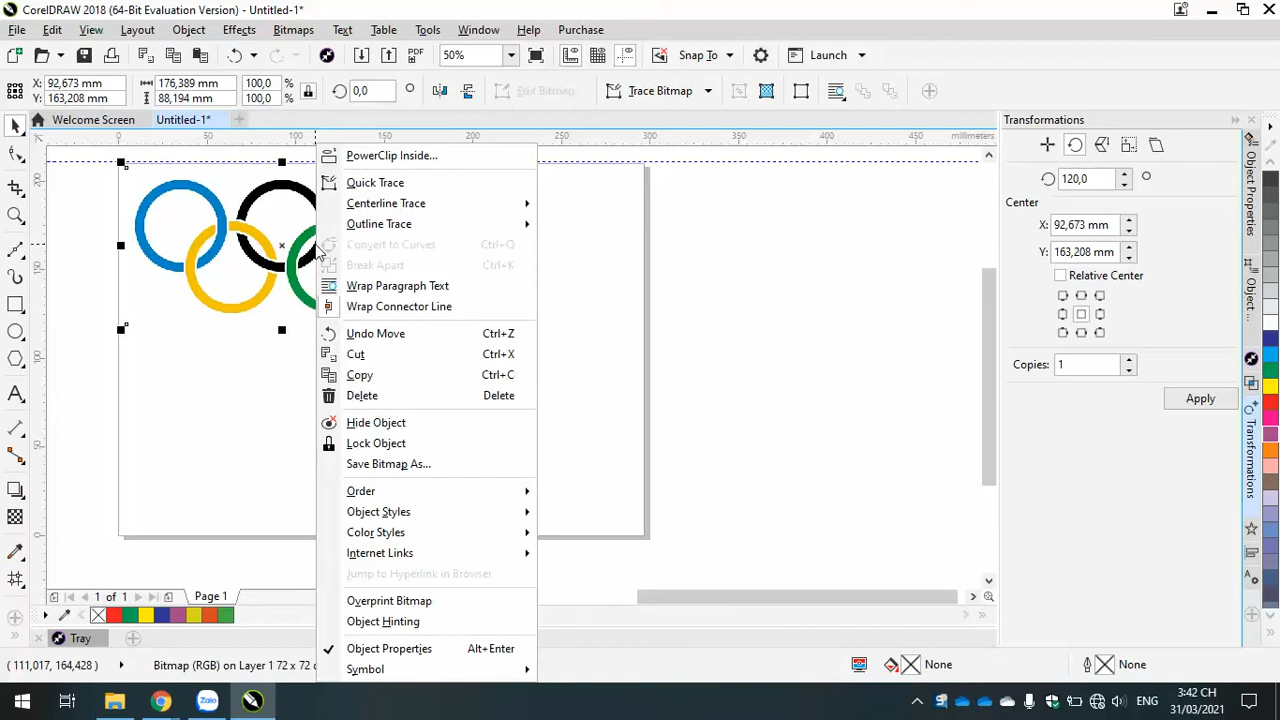 CorelDRAW 2018 (64-Bit Evaluation Version) - Untitled-1*
File Edit View Layout Object Effects Bitmaps Text Table Tools Window Help Purchase
PDF 50% Snap To Launch
X: 92,673 mm 176,389 mm 100,0 % 0,0 Edit Bitmap... Trace Bitmap
Y: 163,208 mm 88,194 mm 100,0 %
Welcome Screen Untitled-1*
0 50 100 150 200 250 300 350 400 450 millimeters
200
150
100
50
0
PowerClip Inside...
Quick Trace
Centerline Trace
Outline Trace
Convert to Curves Ctrl+Q
Break Apart Ctrl+K
Wrap Paragraph Text
Wrap Connector Line
Undo Move Ctrl+Z
Cut Ctrl+X
Copy Ctrl+C
Delete Delete
Hide Object
Lock Object
Save Bitmap As...
Order
Object Styles
Color Styles
Internet Links
Jump to Hyperlink in Browser
Overprint Bitmap
Object Hinting
Object Properties Alt+Enter
Symbol
Transformations
120,0 °
Center
X: 92,673 mm
Y: 163,208 mm
Relative Center
Copies: 1
Apply
Object Properties
Transformations
1 of 1 Page 1
Tray
( 111,017, 164,428 ) Bitmap (RGB) on Layer 1 72 x 72 None None
Zalo ENG 3:42 CH
31/03/2021